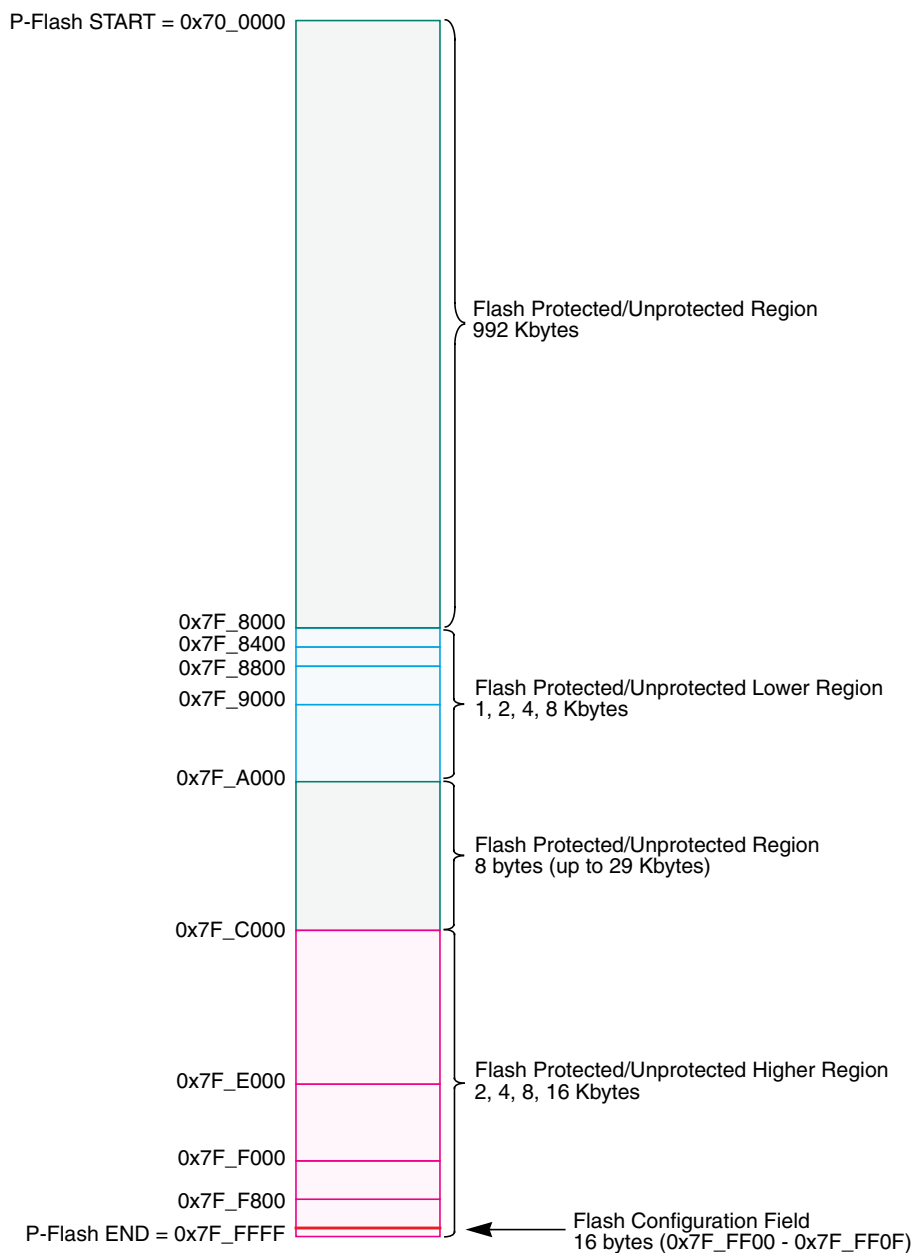 P-Flash START = 0x70_0000
Flash Protected/Unprotected Region
992 Kbytes
0x7F_8000
0x7F_8400
0x7F_8800
0x7F_9000
Flash Protected/Unprotected Lower Region
1, 2, 4, 8 Kbytes
0x7F_A000
Flash Protected/Unprotected Region
8 bytes (up to 29 Kbytes)
0x7F_C000
Flash Protected/Unprotected Higher Region
2, 4, 8, 16 Kbytes
0x7F_E000
0x7F_F000
0x7F_F800
P-Flash END = 0x7F_FFFF
Flash Configuration Field
16 bytes (0x7F_FF00 - 0x7F_FF0F)